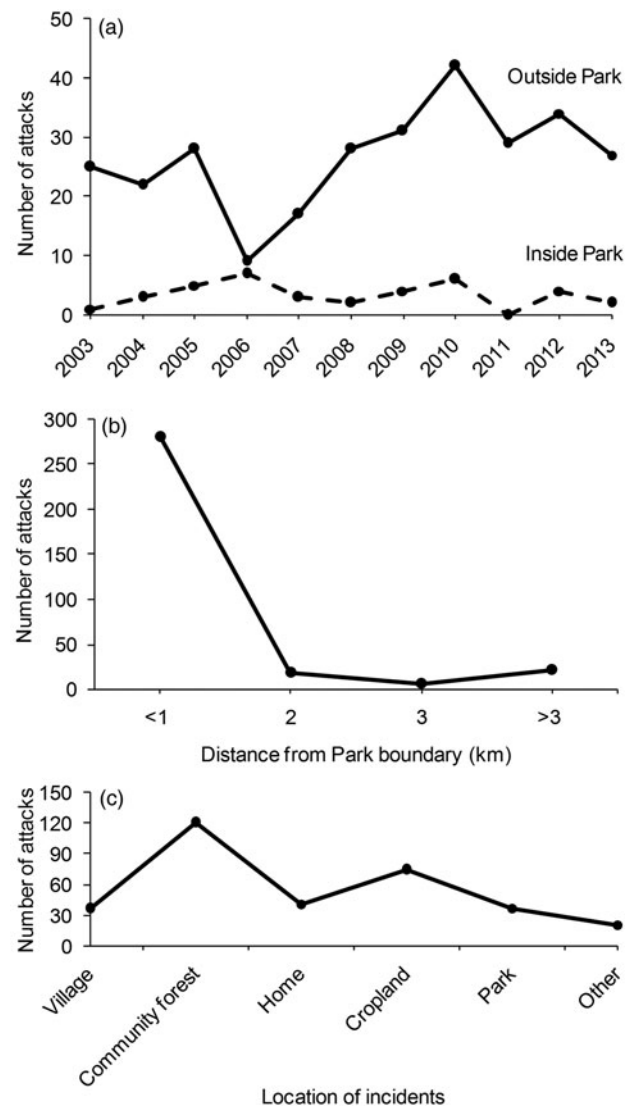 (a)
50
40
30
20
10
0
Number of attacks
Outside Park
Inside Park
2003
2004
2005
2006
2007
2008
2009
2010
2011
2012
2013
(b)
300
250
200
150
100
50
0
Number of attacks
<1
2
3
>3
Distance from Park boundary (km)
(c)
150
120
90
60
30
0
Number of attacks
Village
Community forest
Home
Cropland
Park
Other
Location of incidents